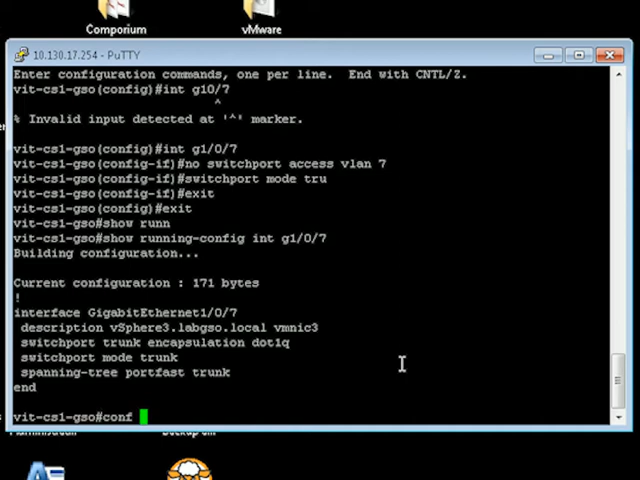 Comporium
vMware
10.130.17.254 - PuTTY
Enter configuration commands, one per line.  End with CNTL/Z.
vit-cs1-gso(config)#int g10/7
^
% Invalid input detected at '^' marker.
vit-cs1-gso(config)#int g1/0/7
vit-cs1-gso(config-if)#no switchport access vlan 7
vit-cs1-gso(config-if)#switchport mode tru
vit-cs1-gso(config-if)#exit
vit-cs1-gso(config)#exit
vit-cs1-gso#show runn
vit-cs1-gso#show running-config int g1/0/7
Building configuration...
Current configuration : 171 bytes
!
interface GigabitEthernet1/0/7
description vSphere3.labgso.local vmnic3
switchport trunk encapsulation dot1q
switchport mode trunk
spanning-tree portfast trunk
end
vit-cs1-gso#conf